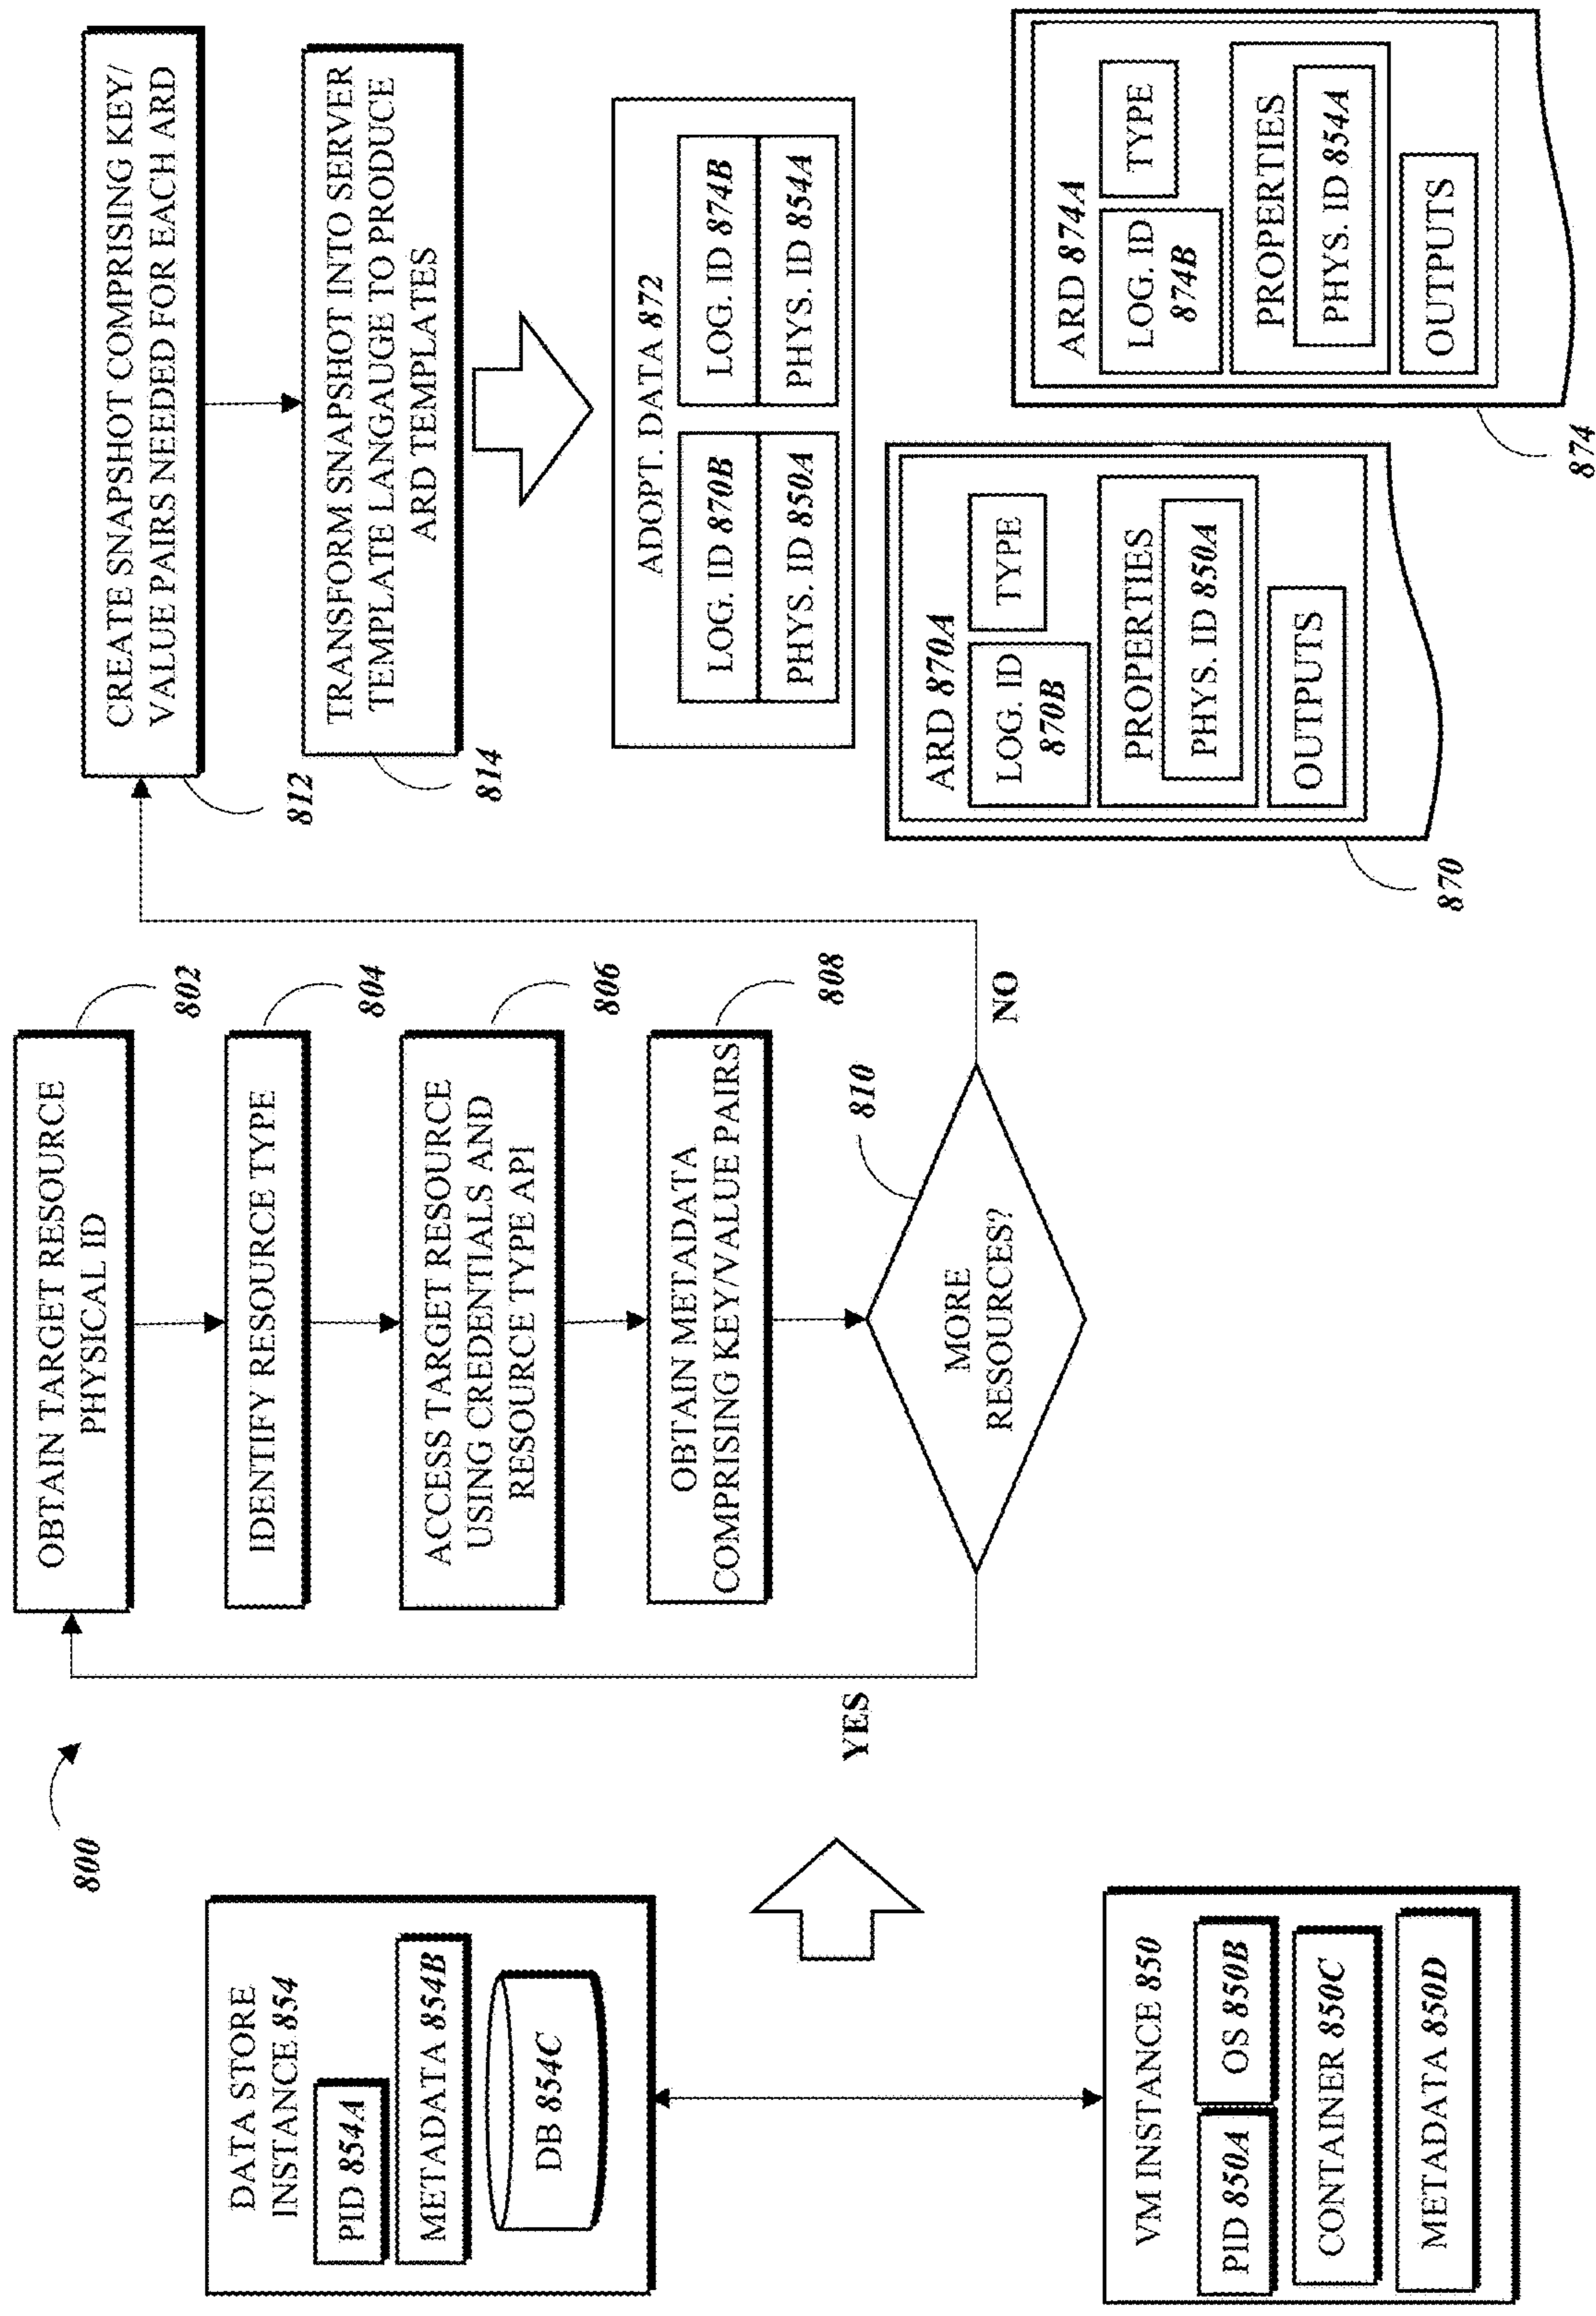 800
DATA STORE
INSTANCE 854
PID 854A
METADATA 854B
DB 854C
VM INSTANCE 850
PID 850A
OS 850B
CONTAINER 850C
METADATA 850D
OBTAIN TARGET RESOURCE
PHYSICAL ID
802
IDENTIFY RESOURCE TYPE
804
ACCESS TARGET RESOURCE
USING CREDENTIALS AND
RESOURCE TYPE API
806
OBTAIN METADATA
COMPRISING KEY/VALUE PAIRS
808
MORE
RESOURCES?
810
YES
NO
CREATE SNAPSHOT COMPRISING KEY/
VALUE PAIRS NEEDED FOR EACH ARD
812
TRANSFORM SNAPSHOT INTO SERVER
TEMPLATE LANGAUGE TO PRODUCE
ARD TEMPLATES
814
ADOPT. DATA 872
LOG. ID 870B
PHYS. ID 850A
LOG. ID 874B
PHYS. ID 854A
ARD 870A
LOG. ID
870B
TYPE
PROPERTIES
PHYS. ID 850A
OUTPUTS
870
ARD 874A
LOG. ID
874B
TYPE
PROPERTIES
PHYS. ID 854A
OUTPUTS
874